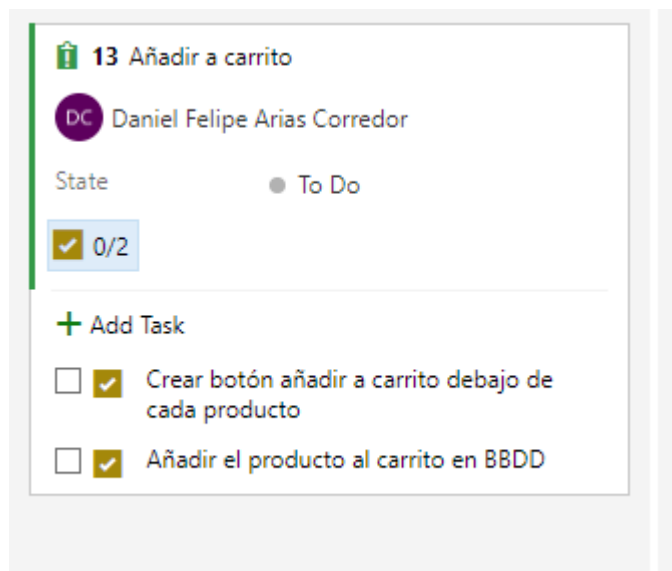 13 Añadir a carrito
DC Daniel Felipe Arias Corredor
State To Do
0/2
+ Add Task
Crear botón añadir a carrito debajo de
cada producto
Añadir el producto al carrito en BBDD